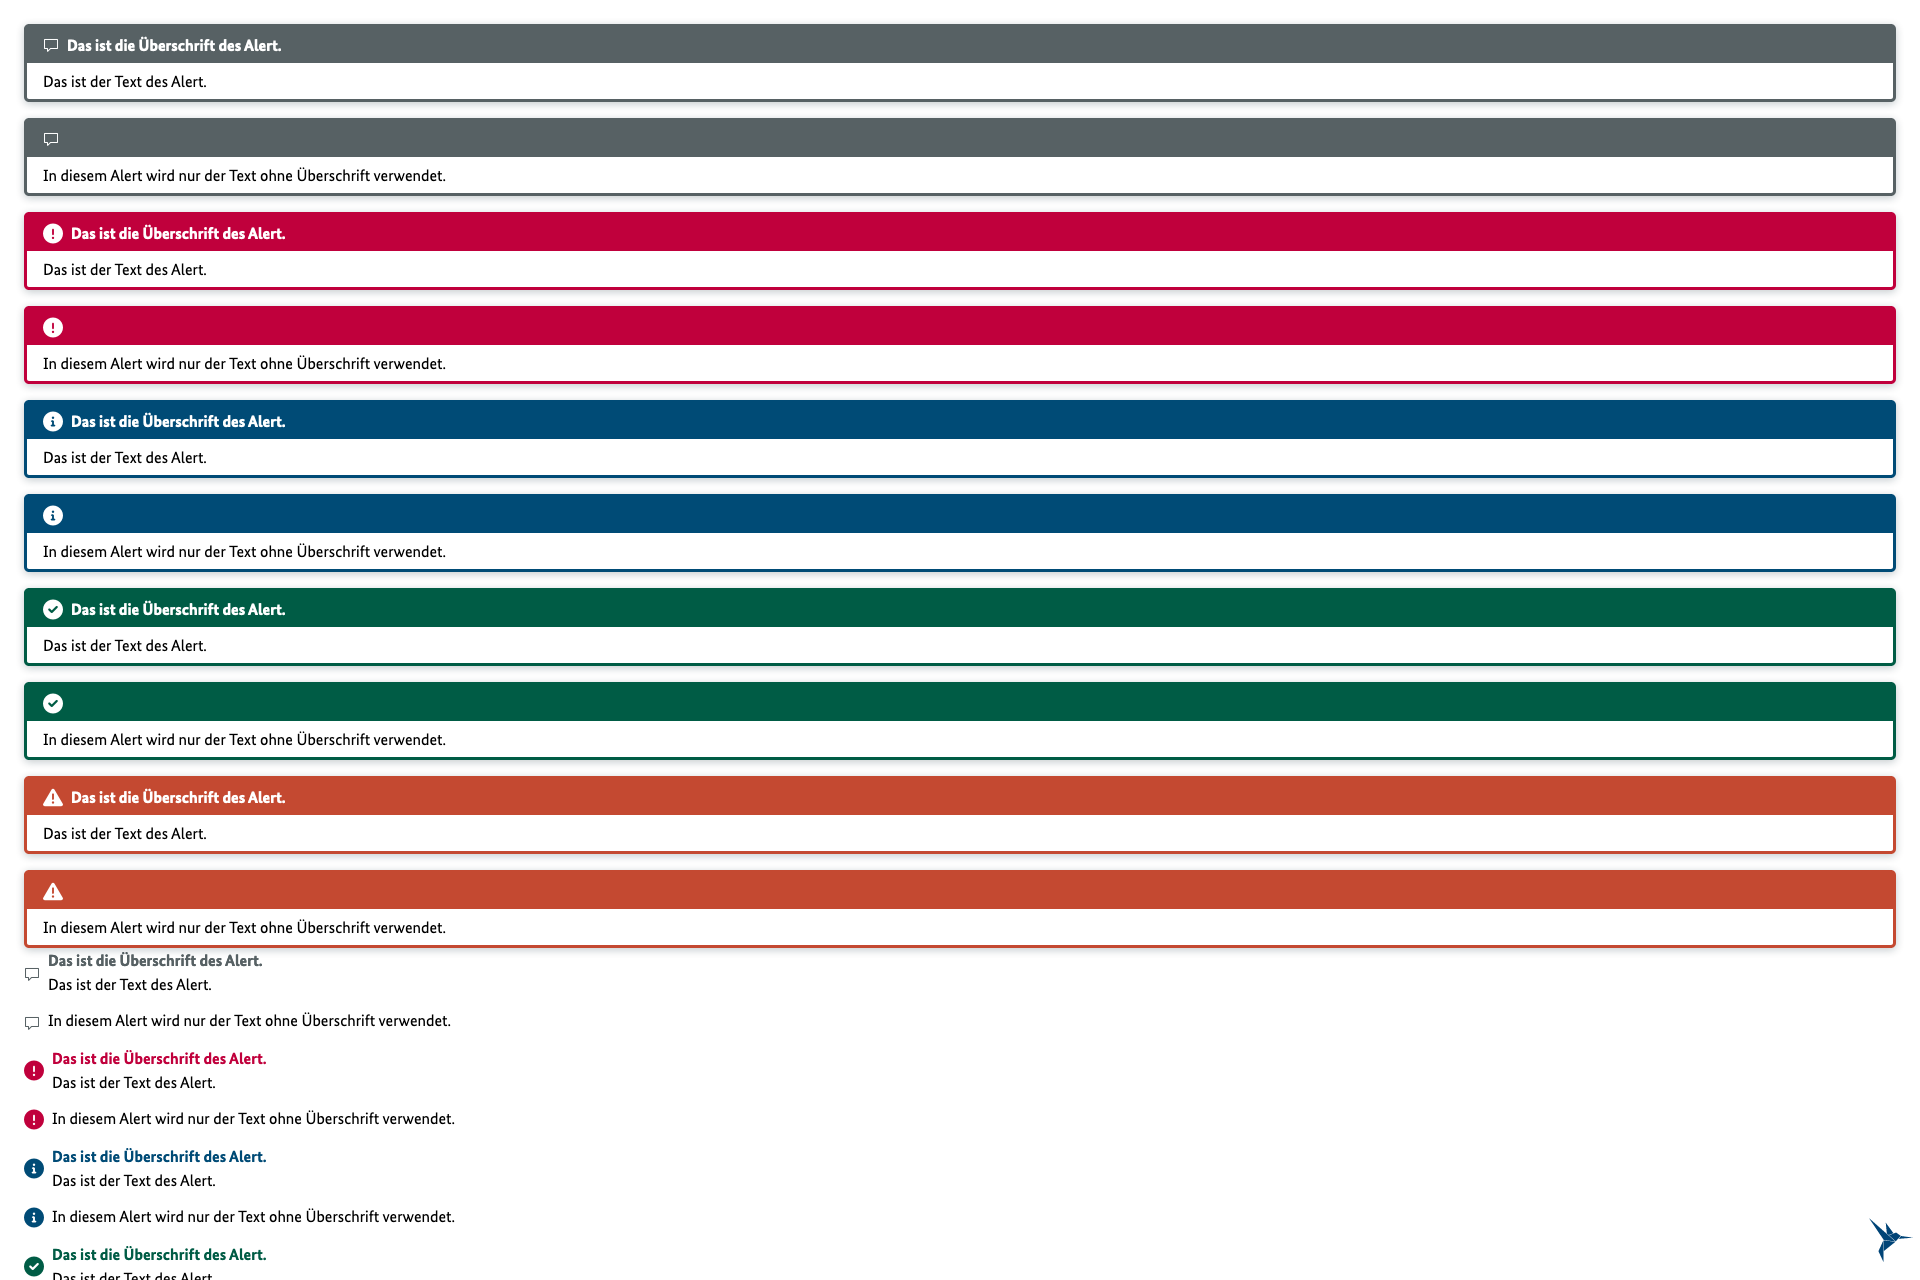 Das ist die Überschrift des Alert.
Das ist der Text des Alert.
In diesem Alert wird nur der Text ohne Überschrift verwendet.
Das ist die Überschrift des Alert.
Das ist der Text des Alert.
In diesem Alert wird nur der Text ohne Überschrift verwendet.
Das ist die Überschrift des Alert.
Das ist der Text des Alert.
In diesem Alert wird nur der Text ohne Überschrift verwendet.
Das ist die Überschrift des Alert.
Das ist der Text des Alert.
In diesem Alert wird nur der Text ohne Überschrift verwendet.
Das ist die Überschrift des Alert.
Das ist der Text des Alert.
In diesem Alert wird nur der Text ohne Überschrift verwendet.
Das ist die Überschrift des Alert.
Das ist der Text des Alert.
In diesem Alert wird nur der Text ohne Überschrift verwendet.
Das ist die Überschrift des Alert.
Das ist der Text des Alert.
In diesem Alert wird nur der Text ohne Überschrift verwendet.
Das ist die Überschrift des Alert.
Das ist der Text des Alert.
In diesem Alert wird nur der Text ohne Überschrift verwendet.
Das ist die Überschrift des Alert.
Das ist der Text des Alert.